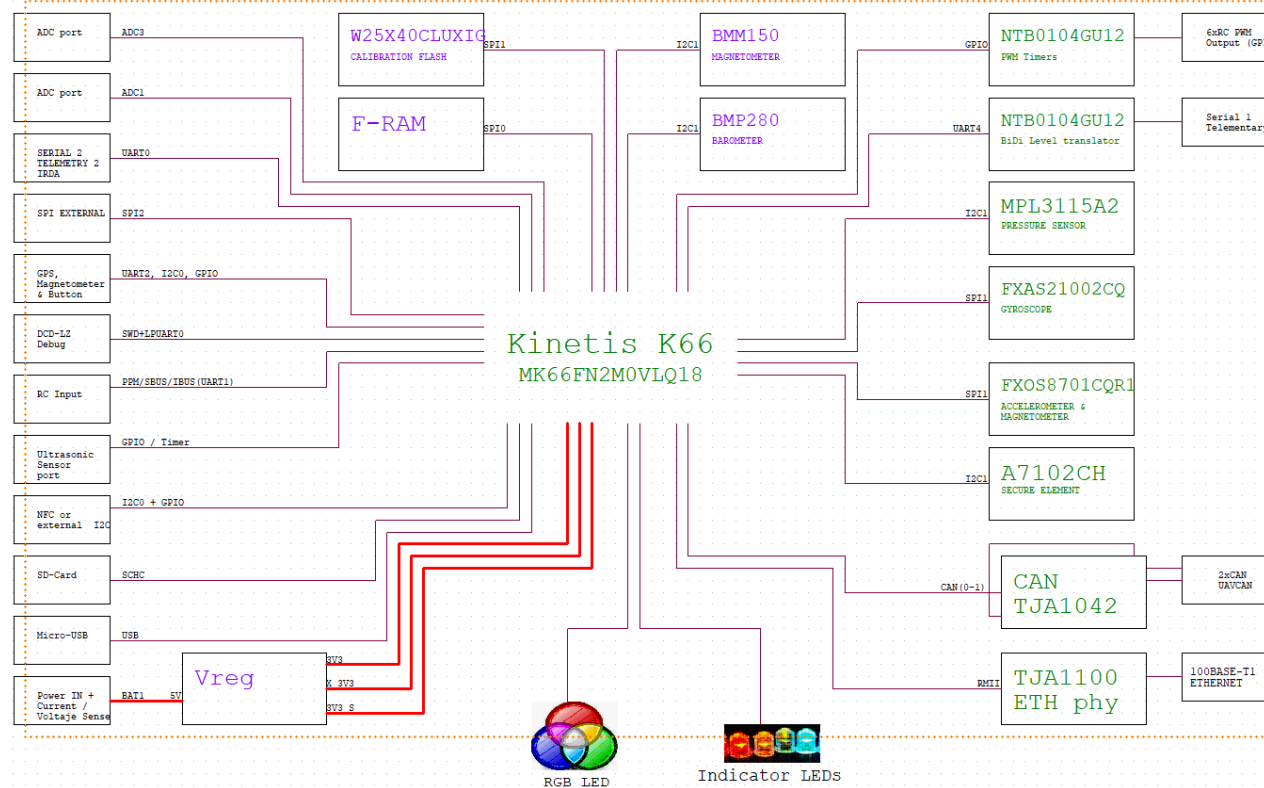 ADC port
ADC3
ADC port
ADC1
SERIAL 2
TELEMETRY 2
IRDA
UART0
SPI EXTERNAL
SPI2
GPS,
Magnetometer
& Button
UART2, I2C0, GPIO
DCD-LZ
Debug
SWD+LPUART0
RC Input
PPM/SBUS/IBUS(UART1)
Ultrasonic
Sensor
port
GPIO / Timer
NFC or
external I2C
I2C0 + GPIO
SD-Card
SCHC
Micro-USB
USB
Power IN +
Current /
Voltaje Sense
BAT1
5V
Vreg
3V3
X 3V3
3V3 S
W25X40CLUXIG
CALIBRATION FLASH
SPI1
F-RAM
SPI0
I2C1
BMM150
MAGNETOMETER
I2C1
BMP280
BAROMETER
Kinetis K66
MK66FN2M0VLQ18
GPIO
NTB0104GU12
PWM Timers
6xRC PWM
Output (GP
UART4
NTB0104GU12
BiDi Level translator
Serial 1
Telementary
I2C1
MPL3115A2
PRESSURE SENSOR
SPI1
FXAS21002CQ
GYROSCOPE
SPI1
FXOS8701CQR1
ACCELEROMETER &
MAGNETOMETER
I2C1
A7102CH
SECURE ELEMENT
CAN(0-1)
CAN
TJA1042
2xCAN
UAVCAN
RMII
TJA1100
ETH phy
100BASE-T1
ETHERNET
RGB LED
Indicator LEDs